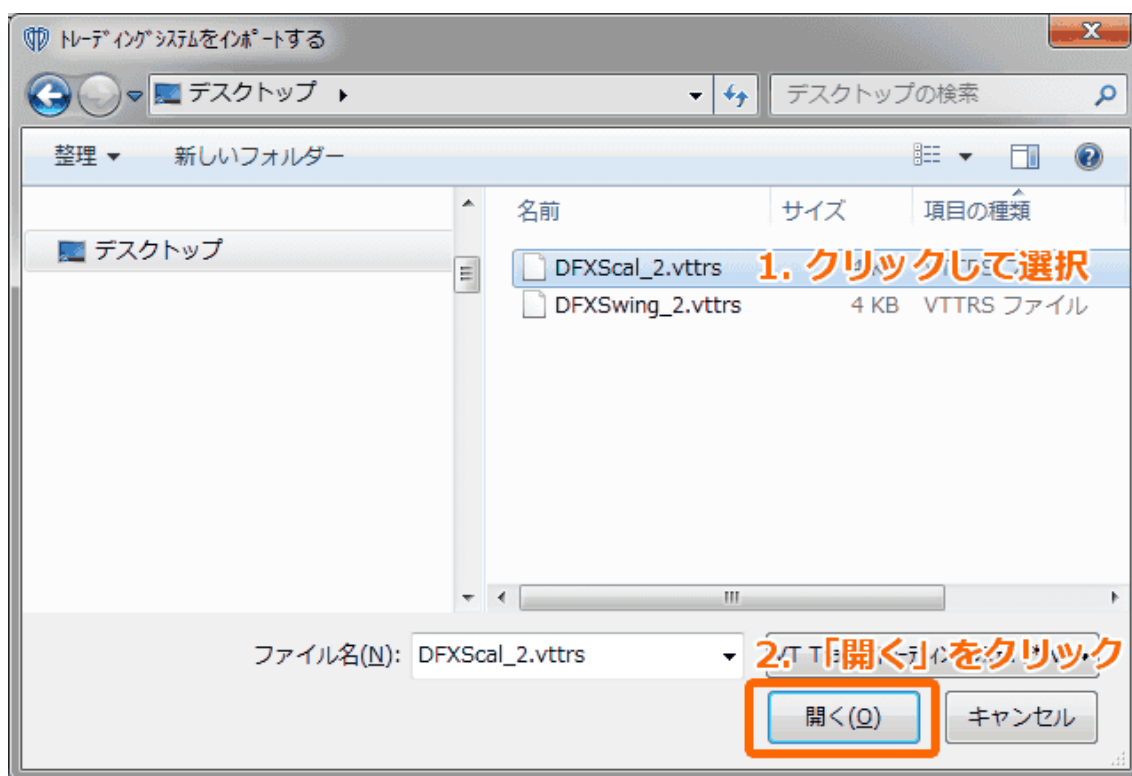 トレーディングシステムをインポートする
デスクトップ
デスクトップの検索
整理
新しいフォルダー
名前 サイズ 項目の種類
デスクトップ
DFXScal_2.vttrs
1. クリックして選択
DFXSwing_2.vttrs 4 KB VTTRS ファイル
ファイル名(N): DFXScal_2.vttrs
2. 「開く」をクリック
開く(O) キャンセル